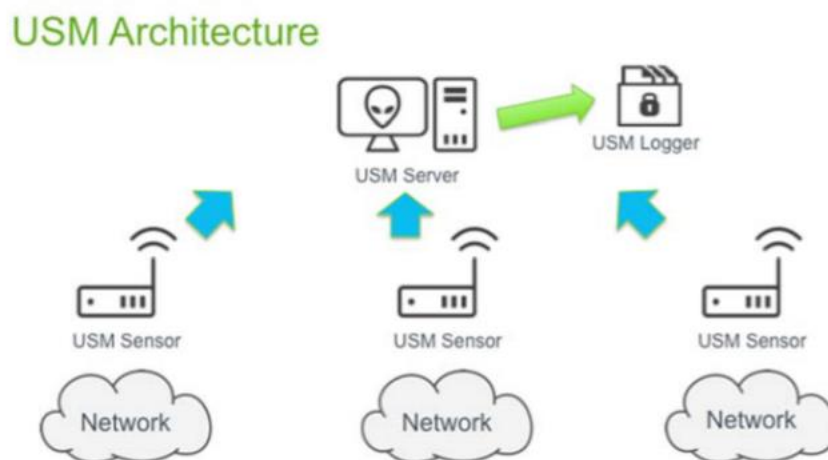 USM Architecture
USM Server
USM Logger
USM Sensor
USM Sensor
USM Sensor
Network
Network
Network